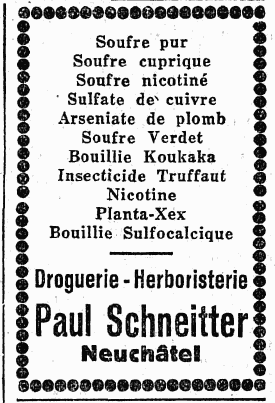 Soufre pur
Soufre cuprique
Soufre nicotiné
Sulfate de cuivre
Arseniate de plomb
Soufre Verdet
Bouillie Koukaka
Insecticide Truffaut
Nicotine
Planta-Xex
Bouillie Sulfocalcique
Droguerie - Herboristerie
Paul Schneitter
Neuchâtel